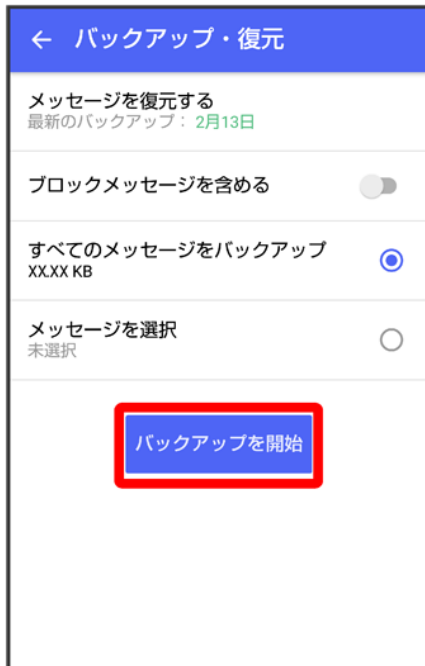 ← バックアップ・復元
メッセージを復元する
最新のバックアップ： 2月13日
ブロックメッセージを含める
すべてのメッセージをバックアップ
XX.XX KB
メッセージを選択
未選択
バックアップを開始